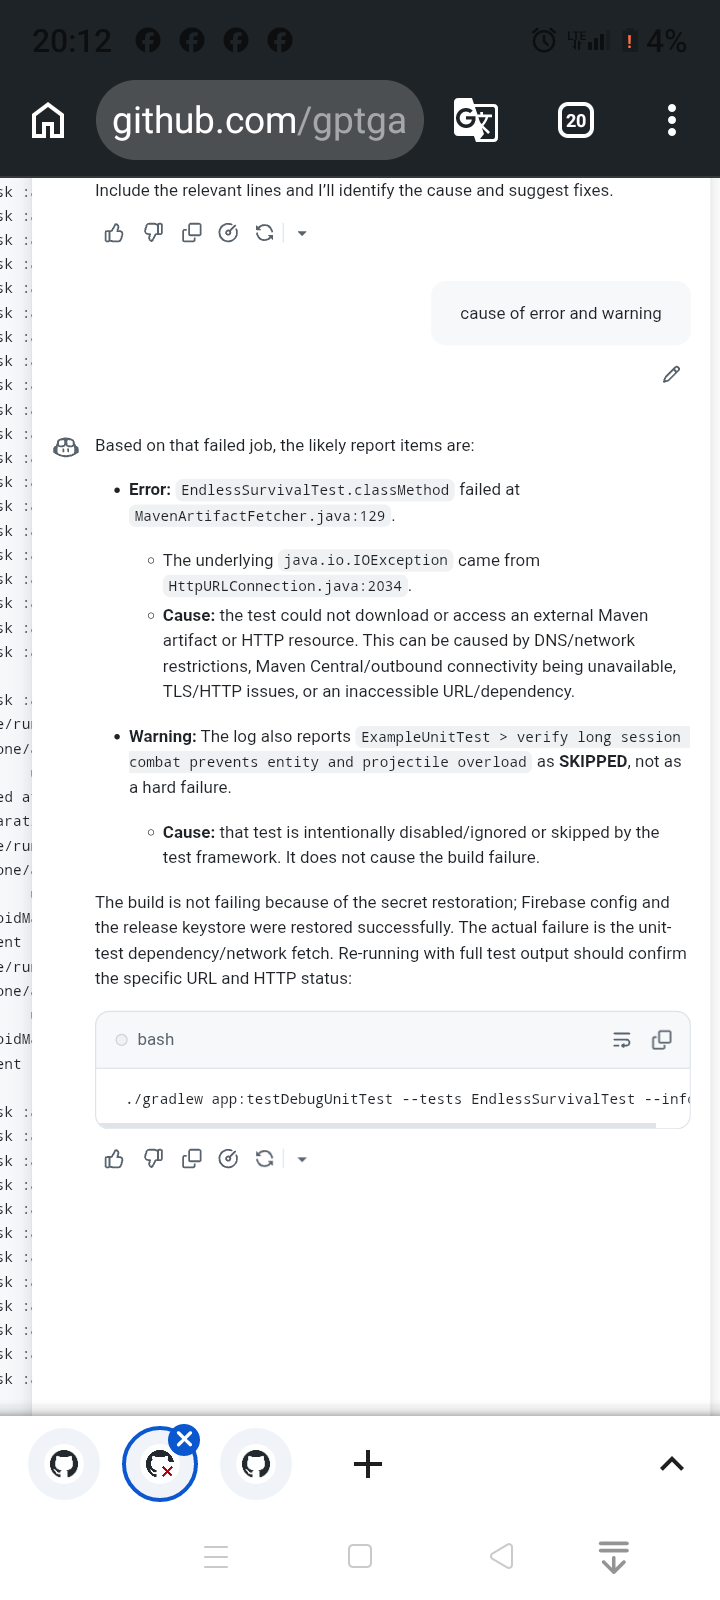 20:12
LTE
4%
github.com/gptga
20
Include the relevant lines and I'll identify the cause and suggest fixes.
cause of error and warning
Based on that failed job, the likely report items are:
• Error: EndlessSurvivalTest.classMethod failed at
MavenArtifactFetcher.java:129.
The underlying java.io.IOException came from
HttpURLConnection.java:2034.
Cause: the test could not download or access an external Maven
artifact or HTTP resource. This can be caused by DNS/network
restrictions, Maven Central/outbound connectivity being unavailable,
TLS/HTTP issues, or an inaccessible URL/dependency.
• Warning: The log also reports ExampleUnitTest > verify long session
combat prevents entity and projectile overload as SKIPPED, not as
a hard failure.
Cause: that test is intentionally disabled/ignored or skipped by the
test framework. It does not cause the build failure.
The build is not failing because of the secret restoration; Firebase config and
the release keystore were restored successfully. The actual failure is the unit-
test dependency/network fetch. Re-running with full test output should confirm
the specific URL and HTTP status:
bash
./gradlew app:testDebugUnitTest --tests EndlessSurvivalTest --info